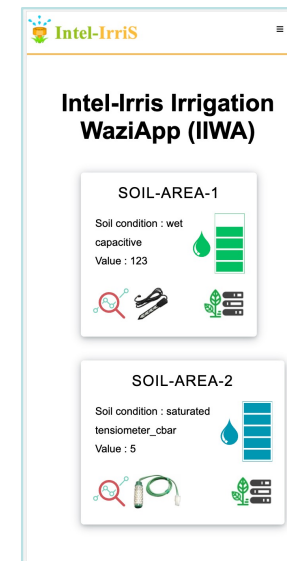 Intel-IrriS
Intel-Irris Irrigation
WaziApp (IIWA)
SOIL-AREA-1
Soil condition : wet
capacitive
Value : 123
SOIL-AREA-2
Soil condition : saturated
tensiometer_cbar
Value : 5